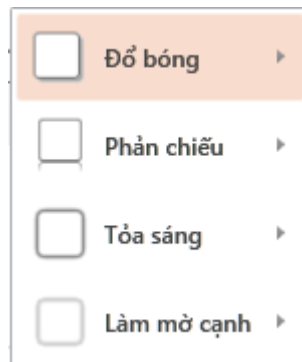 Đổ bóng
Phản chiếu
Tỏa sáng
Làm mờ cạnh